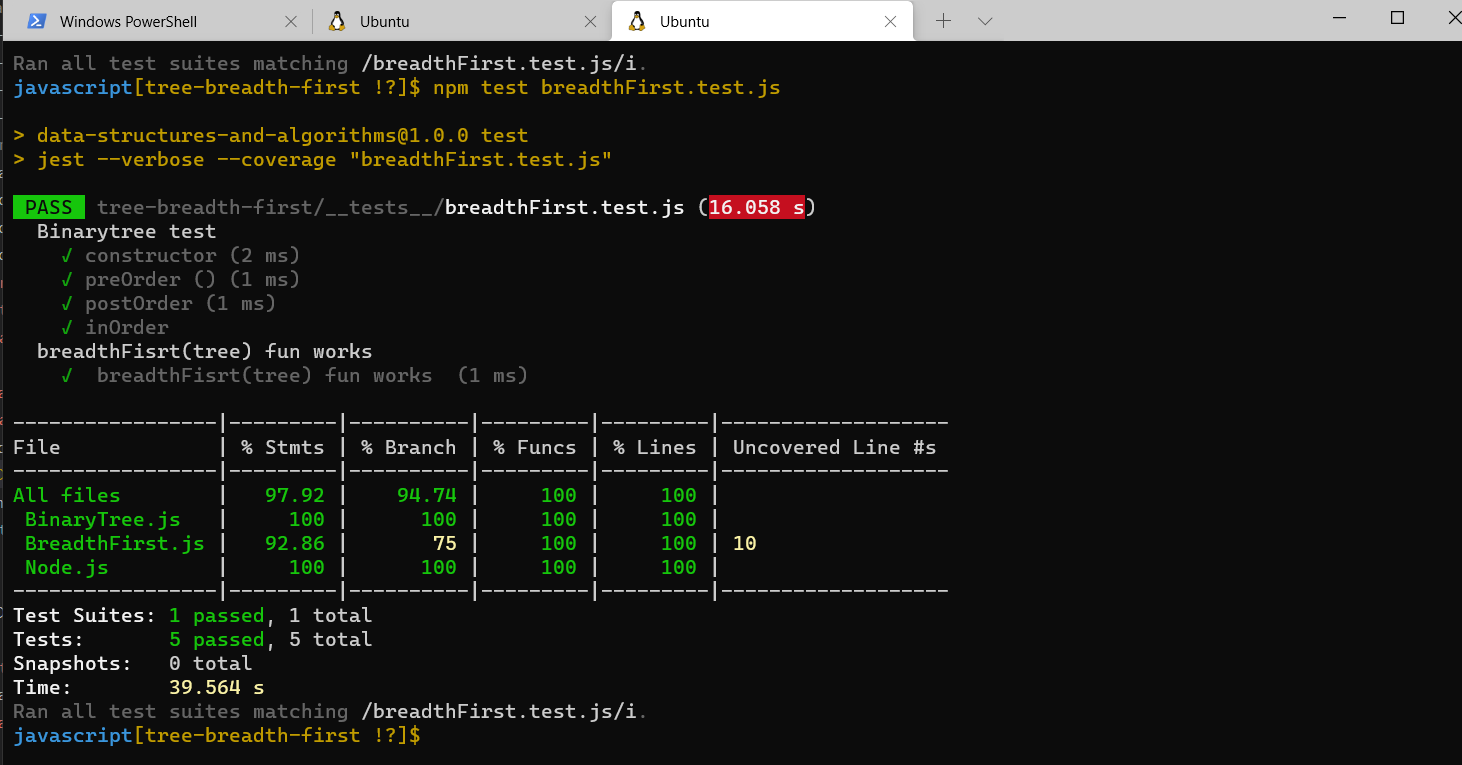 Windows PowerShell Ubuntu Ubuntu
Ran all test suites matching /breadthFirst.test.js/i.
javascript[tree-breadth-first !?]$ npm test breadthFirst.test.js
> data-structures-and-algorithms@1.0.0 test
> jest --verbose --coverage "breadthFirst.test.js"
PASS tree-breadth-first/__tests__/breadthFirst.test.js (16.058 s)
Binarytree test
√ constructor (2 ms)
√ preOrder () (1 ms)
√ postOrder (1 ms)
√ inOrder
breadthFisrt(tree) fun works
√  breadthFisrt(tree) fun works  (1 ms)
-----------------|---------|----------|---------|---------|-------------------
File             | % Stmts | % Branch | % Funcs | % Lines | Uncovered Line #s
-----------------|---------|----------|---------|---------|-------------------
All files        |   97.92 |    94.74 |     100 |     100 |
 BinaryTree.js   |     100 |      100 |     100 |     100 |
 BreadthFirst.js |   92.86 |       75 |     100 |     100 | 10
 Node.js         |     100 |      100 |     100 |     100 |
-----------------|---------|----------|---------|---------|-------------------
Test Suites: 1 passed, 1 total
Tests:       5 passed, 5 total
Snapshots:   0 total
Time:        39.564 s
Ran all test suites matching /breadthFirst.test.js/i.
javascript[tree-breadth-first !?]$